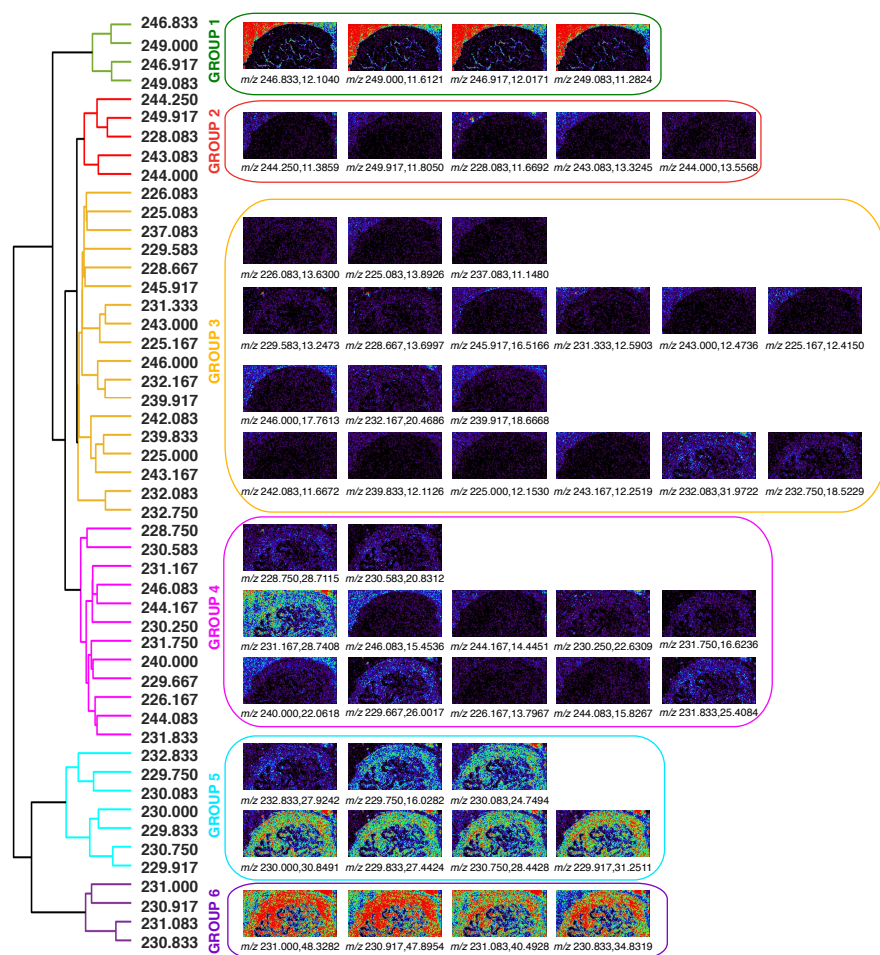 246.833
249.000
246.917
249.083
244.250
249.917
228.083
243.083
244.000
226.083
225.083
237.083
229.583
228.667
245.917
231.333
243.000
225.167
246.000
232.167
239.917
242.083
239.833
225.000
243.167
232.083
232.750
228.750
230.583
231.167
246.083
244.167
230.250
231.750
240.000
229.667
226.167
244.083
231.833
232.833
229.750
230.083
230.000
229.833
230.750
229.917
231.000
230.917
231.083
230.833
GROUP 1
m/z 246.833,12.1040 m/z 249.000,11.6121 m/z 246.917,12.0171 m/z 249.083,11.2824
GROUP 2
m/z 244.250,11.3859 m/z 249.917,11.8050 m/z 228.083,11.6692 m/z 243.083,13.3245 m/z 244.000,13.5568
GROUP 3
m/z 226.083,13.6300 m/z 225.083,13.8926 m/z 237.083,11.1480
m/z 229.583,13.2473 m/z 228.667,13.6997 m/z 245.917,16.5166 m/z 231.333,12.5903 m/z 243.000,12.4736 m/z 225.167,12.4150
m/z 246.000,17.7613 m/z 232.167,20.4686 m/z 239.917,18.6668
m/z 242.083,11.6672 m/z 239.833,12.1126 m/z 225.000,12.1530 m/z 243.167,12.2519 m/z 232.083,31.9722 m/z 232.750,18.5229
GROUP 4
m/z 228.750,28.7115 m/z 230.583,20.8312
m/z 231.167,28.7408 m/z 246.083,15.4536 m/z 244.167,14.4451 m/z 230.250,22.6309 m/z 231.750,16.6236
m/z 240.000,22.0618 m/z 229.667,26.0017 m/z 226.167,13.7967 m/z 244.083,15.8267 m/z 231.833,25.4084
GROUP 5
m/z 232.833,27.9242 m/z 229.750,16.0282 m/z 230.083,24.7494
m/z 230.000,30.8491 m/z 229.833,27.4424 m/z 230.750,28.4428 m/z 229.917,31.2511
GROUP 6
m/z 231.000,48.3282 m/z 230.917,47.8954 m/z 231.083,40.4928 m/z 230.833,34.8319